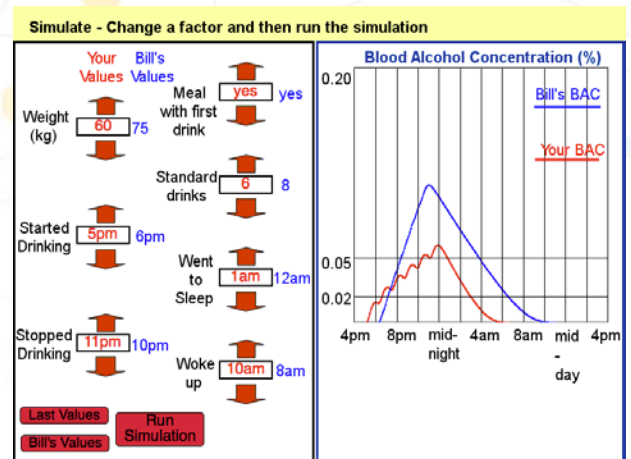 Simulate - Change a factor and then run the simulation
Your Values
Bill's Values
Weight (kg)
60
75
Started Drinking
5pm
6pm
Stopped Drinking
11pm
10pm
Meal with first drink
yes
yes
Standard drinks
6
8
Went to Sleep
1am
12am
Woke up
10am
8am
Last Values
Bill's Values
Run Simulation
Blood Alcohol Concentration (%)
0.20
Bill's BAC
Your BAC
0.05
0.02
4pm 8pm mid-night 4am 8am mid-day 4pm